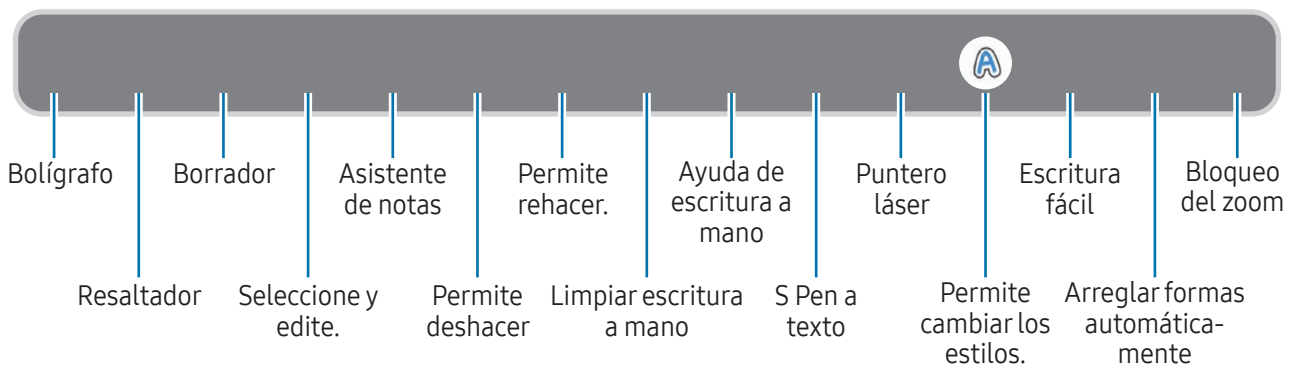 A
Bolígrafo
Borrador
Asistente
de notas
Permite
rehacer.
Ayuda de
escritura a
mano
Puntero
láser
Escritura
fácil
Bloqueo
del zoom
Resaltador
Seleccione y
edite.
Permite
deshacer
Limpiar escritura
a mano
S Pen a
texto
Permite
cambiar los
estilos.
Arreglar formas
automática-
mente